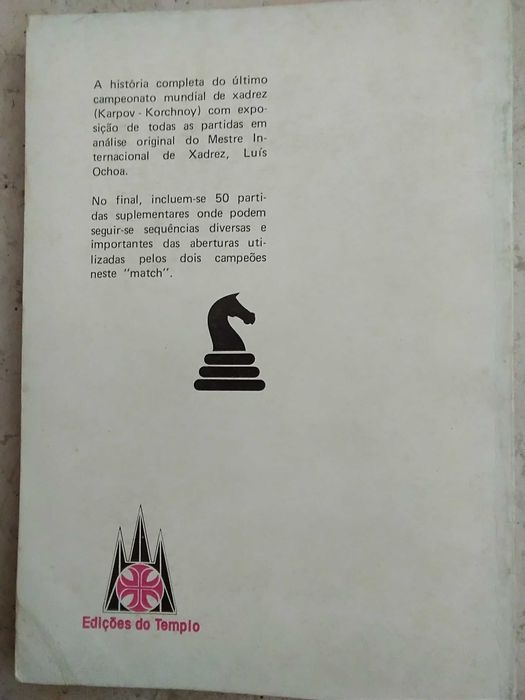 A história completa do último
campeonato mundial de xadrez
(Karpov - Korchnoy) com expo-
sição de todas as partidas em
análise original do Mestre In-
ternacional de Xadrez, Luís
Ochoa.
No final, incluem-se 50 parti-
das suplementares onde podem
seguir-se sequências diversas e
importantes das aberturas uti-
lizadas pelos dois campeões
neste "match".
Edições do Templo